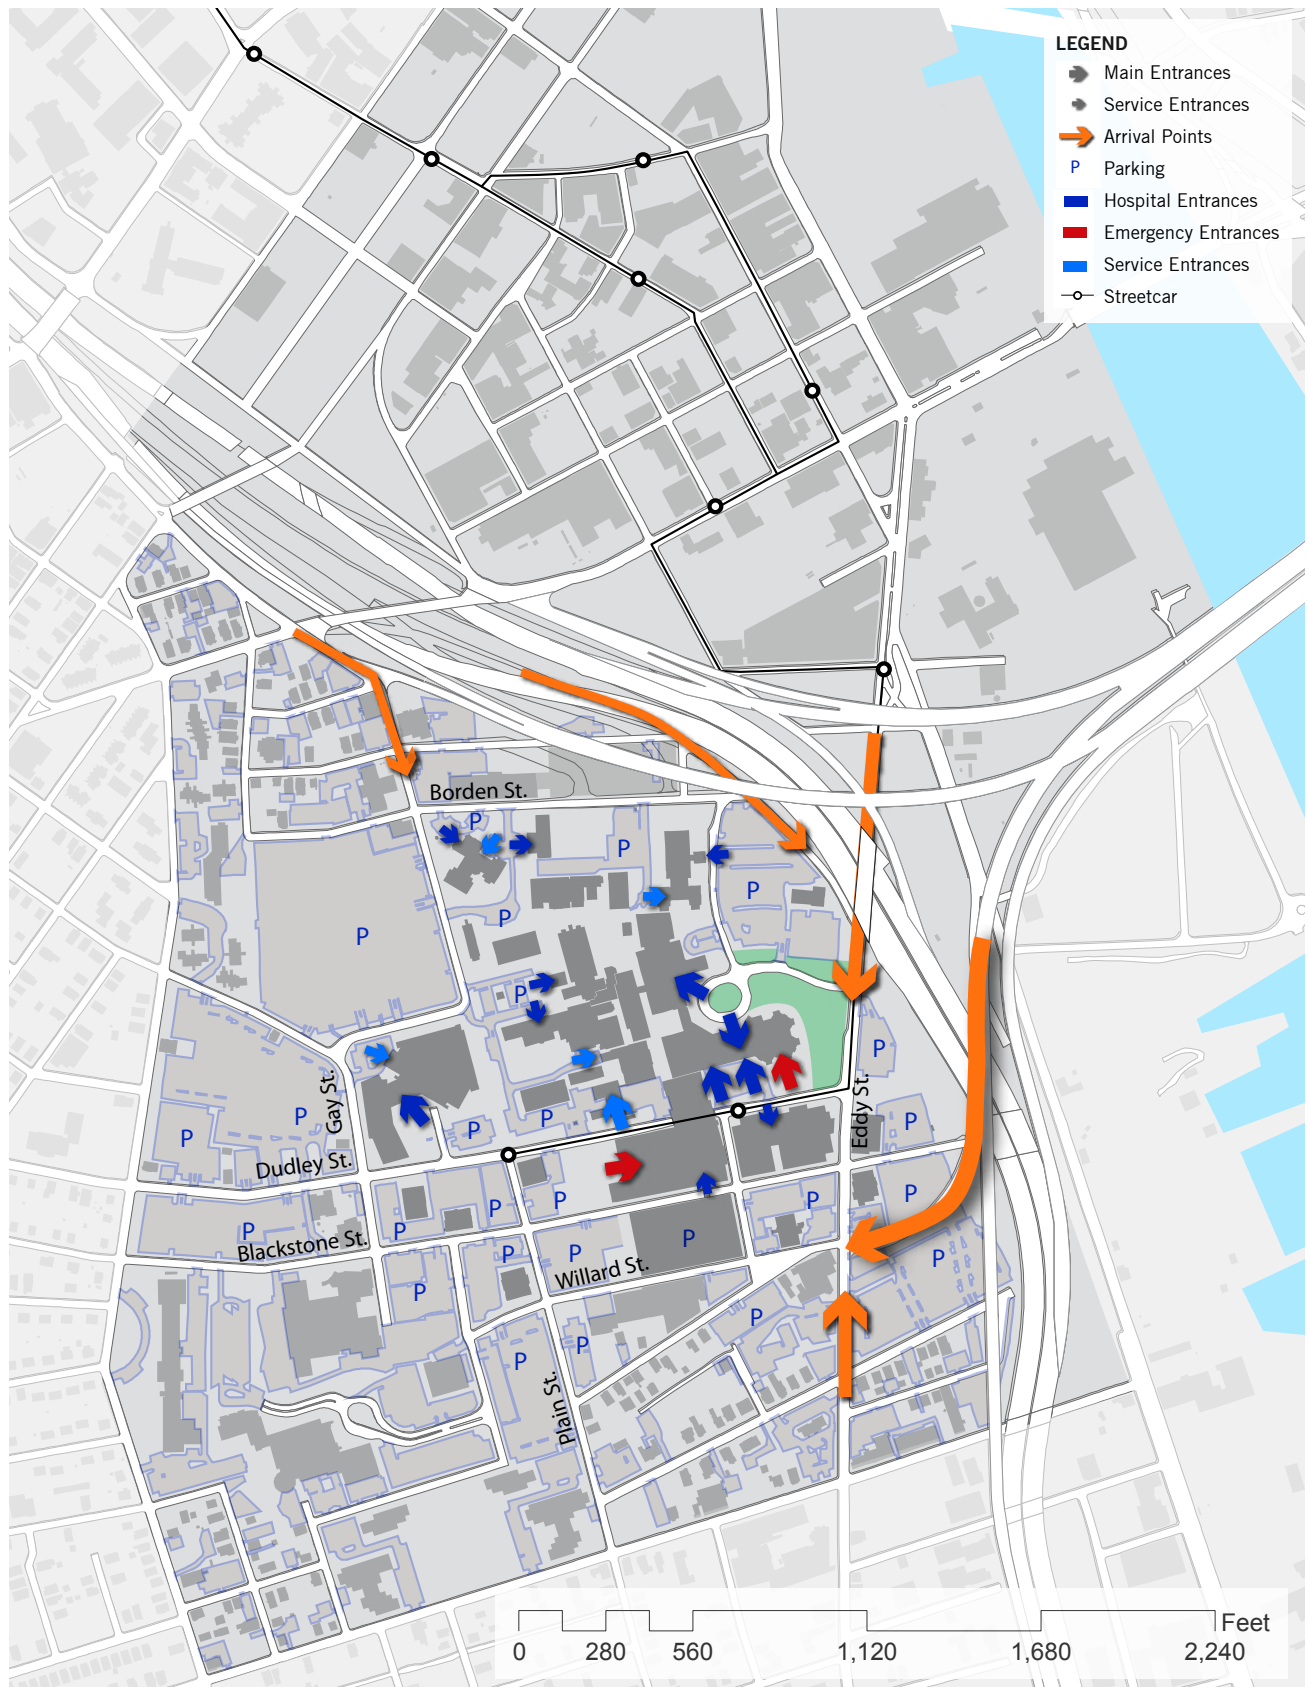 LEGEND
Main Entrances
Service Entrances
Arrival Points
P Parking
Hospital Entrances
Emergency Entrances
Service Entrances
Streetcar
Borden St.
P
P
P
P
P
P
P
P
P
Gay St.
P
P
P
P
Eddy St.
P
Dudley St.
P
P
P
P
P
Blackstone St.
P
P
P
P
P
Willard St.
P
P
P
P
Plain St.
Feet
0 280 560 1,120 1,680 2,240